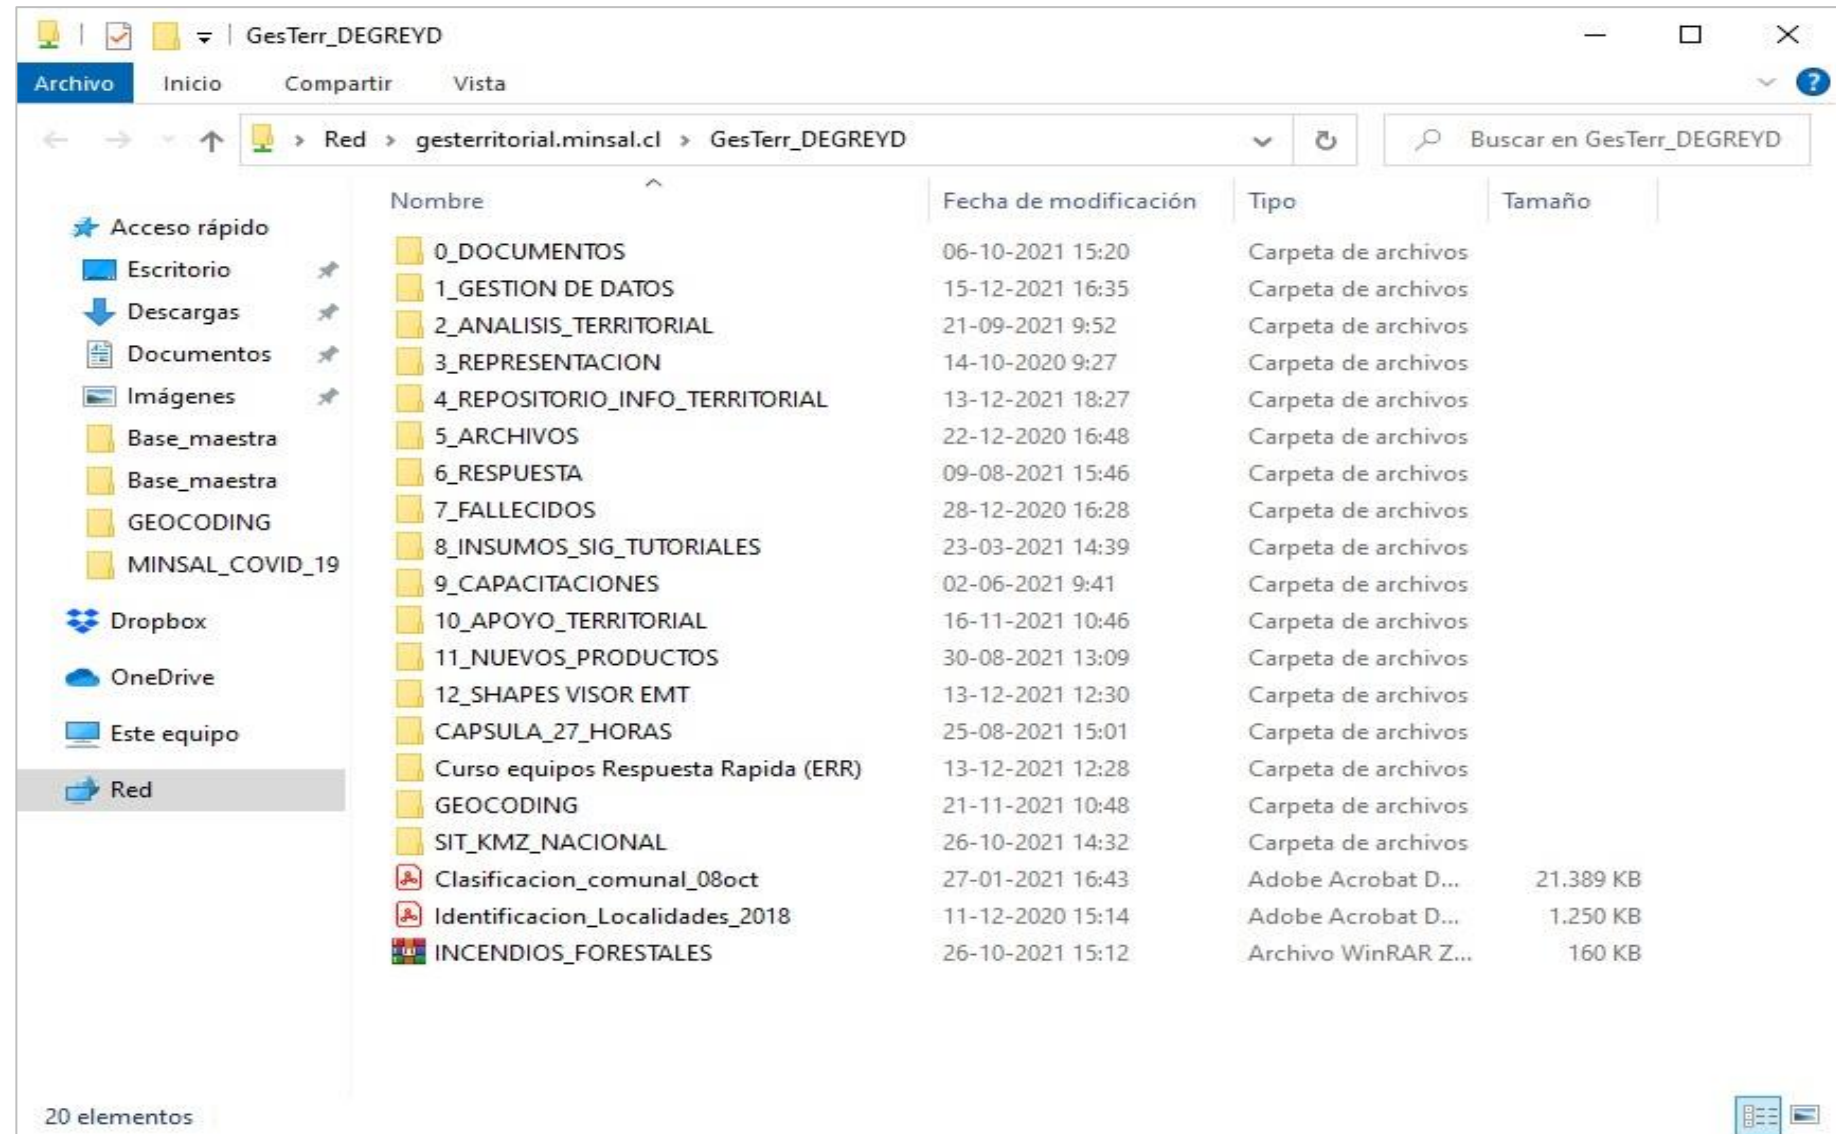 GesTerr_DEGREYD
Archivo Inicio Compartir Vista
Red > gesterritorial.minsal.cl > GesTerr_DEGREYD Buscar en GesTerr_DEGREYD
Acceso rápido
Escritorio
Descargas
Documentos
Imágenes
Base_maestra
Base_maestra
GEOCODING
MINSAL_COVID_19
Dropbox
OneDrive
Este equipo
Red
Nombre Fecha de modificación Tipo Tamaño
0_DOCUMENTOS 06-10-2021 15:20 Carpeta de archivos
1_GESTION DE DATOS 15-12-2021 16:35 Carpeta de archivos
2_ANALISIS_TERRITORIAL 21-09-2021 9:52 Carpeta de archivos
3_REPRESENTACION 14-10-2020 9:27 Carpeta de archivos
4_REPOSITORIO_INFO_TERRITORIAL 13-12-2021 18:27 Carpeta de archivos
5_ARCHIVOS 22-12-2020 16:48 Carpeta de archivos
6_RESPUESTA 09-08-2021 15:46 Carpeta de archivos
7_FALLECIDOS 28-12-2020 16:28 Carpeta de archivos
8_INSUMOS_SIG_TUTORIALES 23-03-2021 14:39 Carpeta de archivos
9_CAPACITACIONES 02-06-2021 9:41 Carpeta de archivos
10_APOYO_TERRITORIAL 16-11-2021 10:46 Carpeta de archivos
11_NUEVOS_PRODUCTOS 30-08-2021 13:09 Carpeta de archivos
12_SHAPES VISOR EMT 13-12-2021 12:30 Carpeta de archivos
CAPSULA_27_HORAS 25-08-2021 15:01 Carpeta de archivos
Curso equipos Respuesta Rapida (ERR) 13-12-2021 12:28 Carpeta de archivos
GEOCODING 21-11-2021 10:48 Carpeta de archivos
SIT_KMZ_NACIONAL 26-10-2021 14:32 Carpeta de archivos
Clasificacion_comunal_08oct 27-01-2021 16:43 Adobe Acrobat D... 21.389 KB
Identificacion_Localidades_2018 11-12-2020 15:14 Adobe Acrobat D... 1.250 KB
INCENDIOS_FORESTALES 26-10-2021 15:12 Archivo WinRAR Z... 160 KB
20 elementos